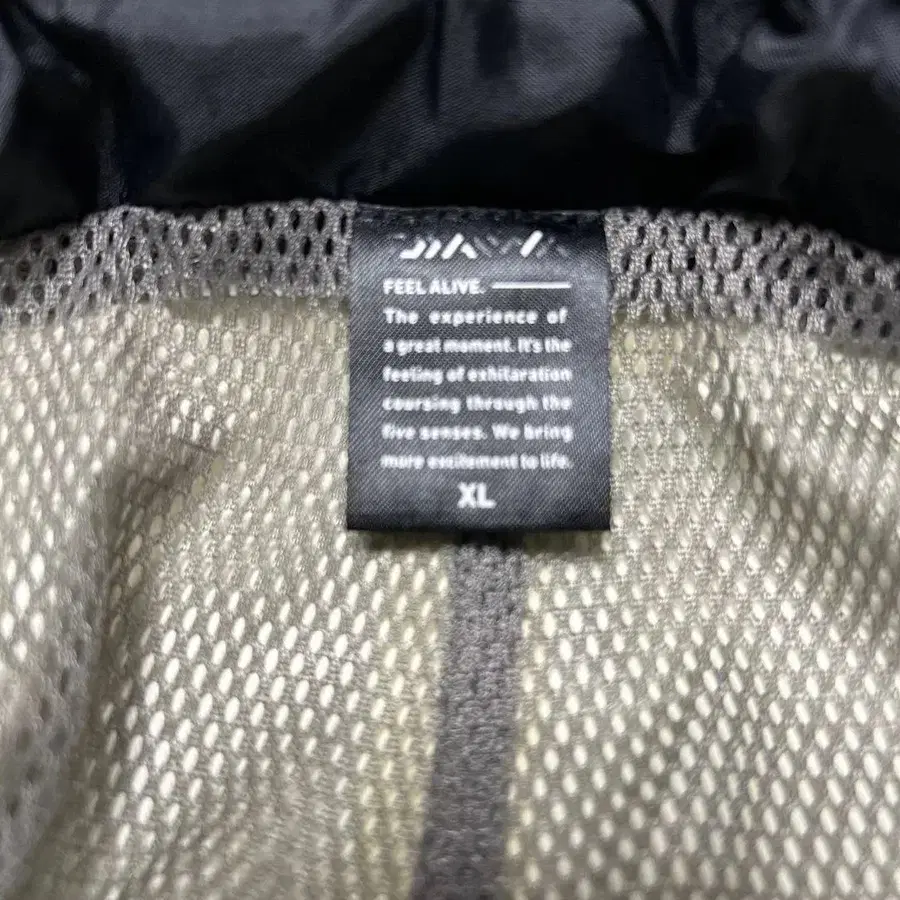 DAIWA
FEEL ALIVE.
The experience of
a great moment. It's the
feeling of exhilaration
coursing through the
five senses. We bring
more excitement to life.
XL